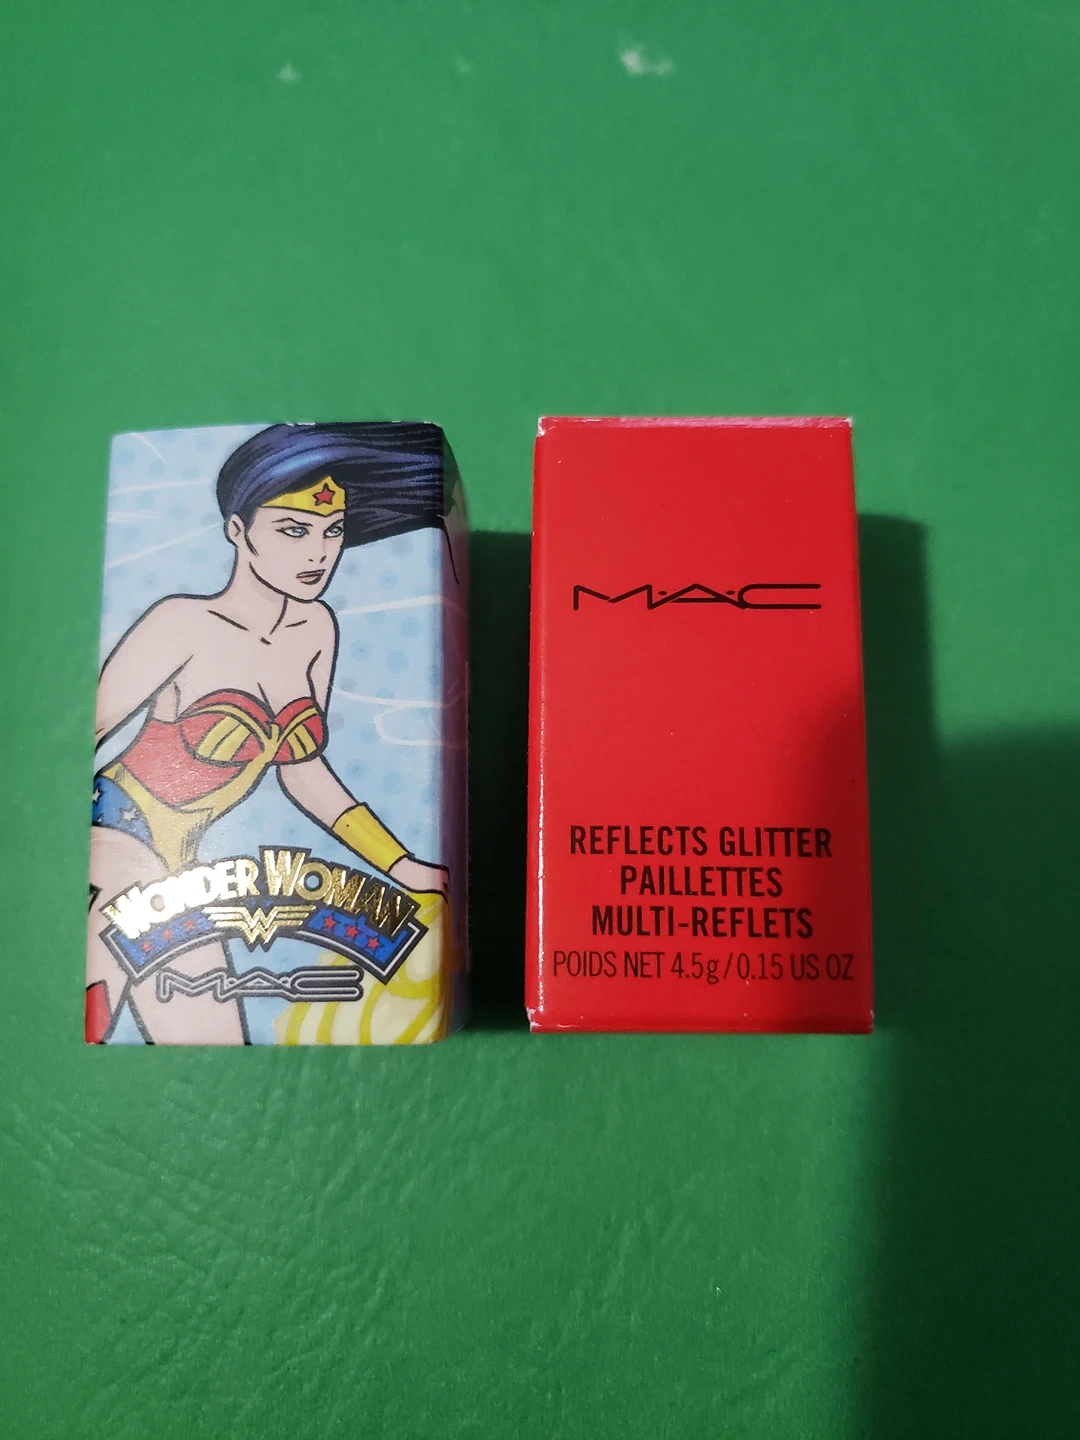 WONDER WOMAN
W
M·A·C
M·A·C
REFLECTS GLITTER
PAILLETTES
MULTI-REFLETS
POIDS NET 4.5g/0.15 US OZ